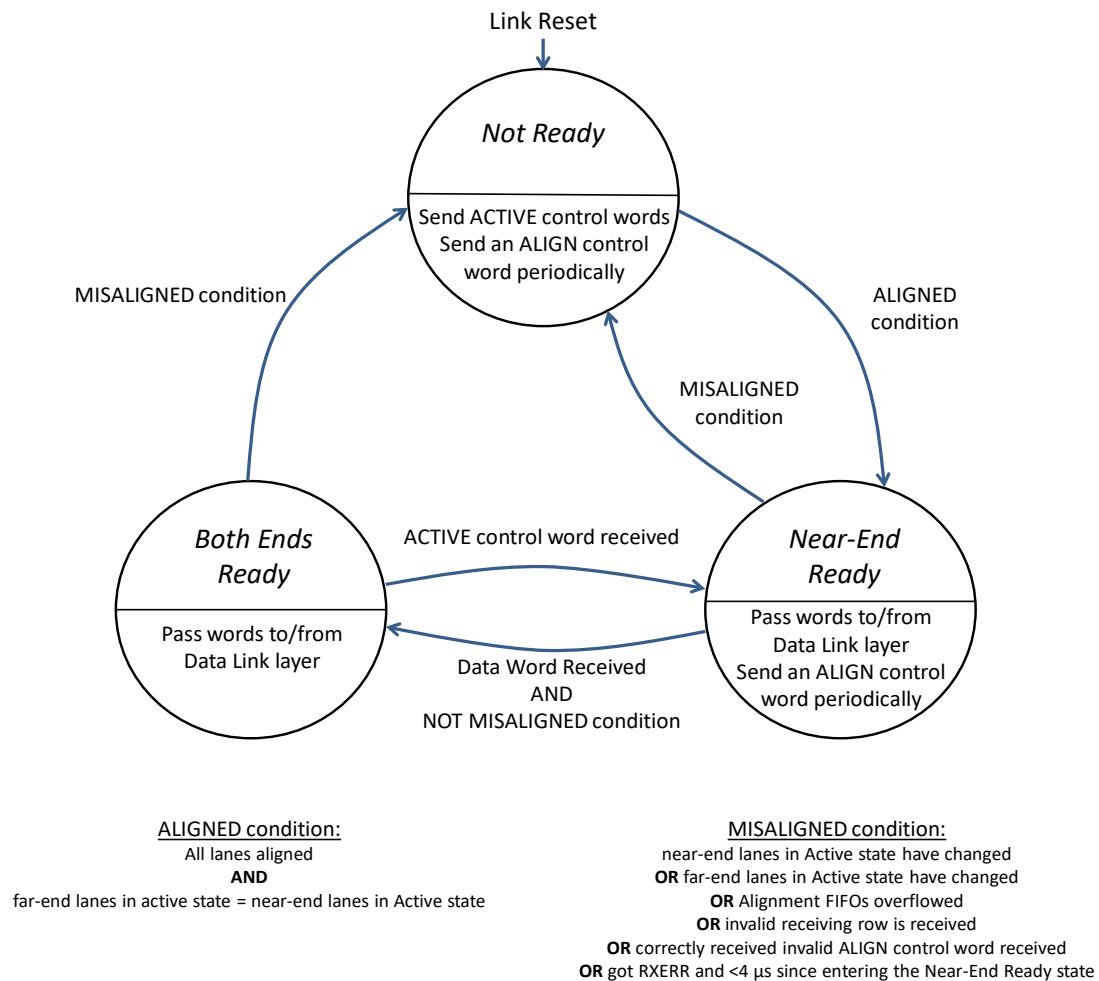 Link Reset
Not Ready
Send ACTIVE control words
Send an ALIGN control
word periodically
MISALIGNED condition
ALIGNED
condition
MISALIGNED
condition
Both Ends
Ready
Pass words to/from
Data Link layer
ACTIVE control word received
Near-End
Ready
Pass words to/from
Data Link layer
Send an ALIGN control
word periodically
Data Word Received
AND
NOT MISALIGNED condition
ALIGNED condition:
All lanes aligned
AND
far-end lanes in active state = near-end lanes in Active state
MISALIGNED condition:
near-end lanes in Active state have changed
OR far-end lanes in Active state have changed
OR Alignment FIFOs overflowed
OR invalid receiving row is received
OR correctly received invalid ALIGN control word received
OR got RXERR and <4 µs since entering the Near-End Ready state